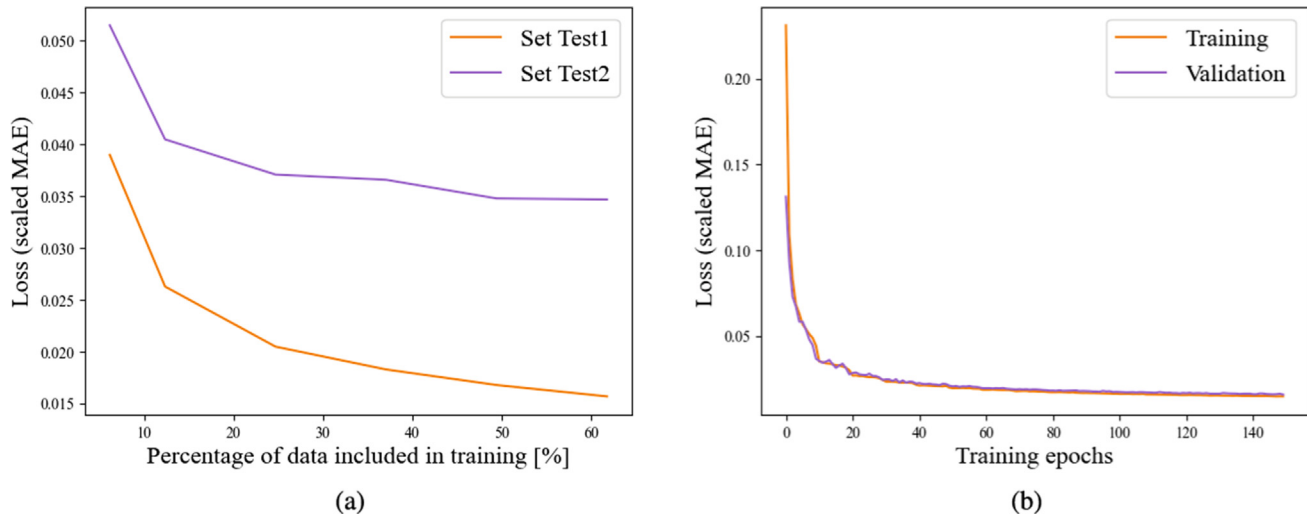 0.050
0.045
0.040
0.035
0.030
0.025
0.020
0.015
Loss (scaled MAE)
Set Test1
Set Test2
10 20 30 40 50 60
Percentage of data included in training [%]
(a)
0.20
0.15
0.10
0.05
Loss (scaled MAE)
Training
Validation
0 20 40 60 80 100 120 140
Training epochs
(b)